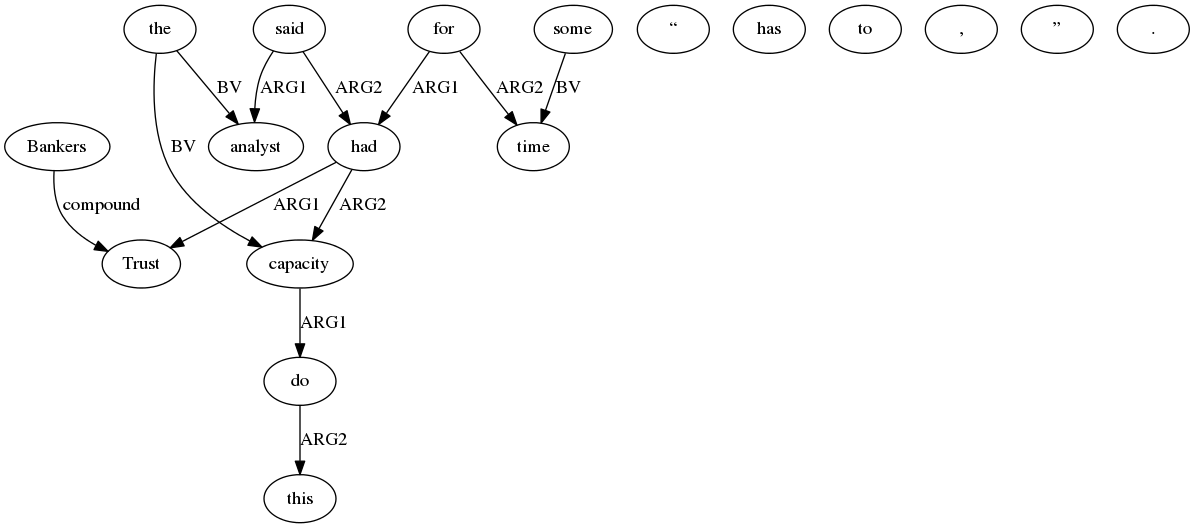 the said for some “ has to , ” .
BV ARG1 ARG2 ARG1 ARG2 BV
Bankers BV analyst had time
compound ARG1 ARG2
Trust capacity
ARG1
do
ARG2
this